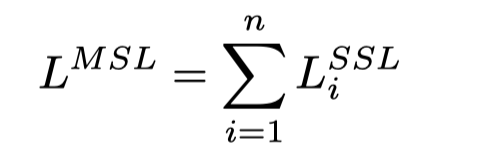 L^{MSL} = \sum_{i=1}^{n} L_i^{SSL}